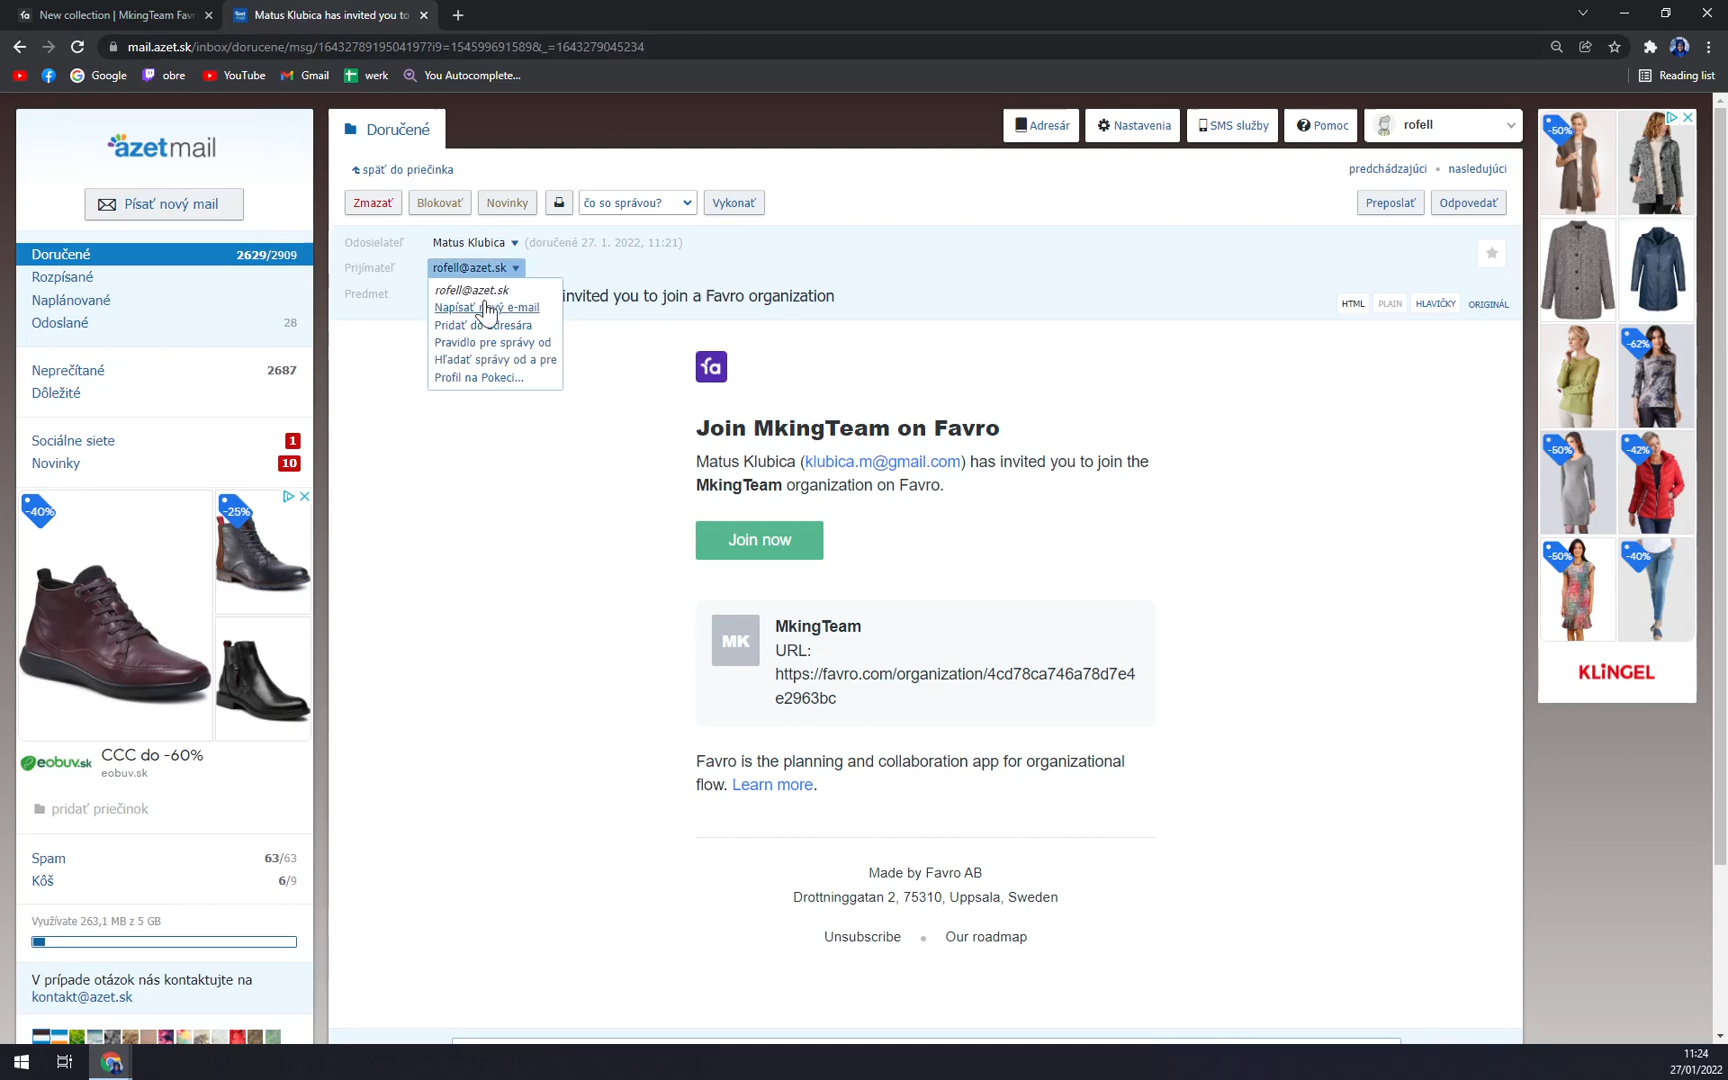 New collection | MkingTeam Favr
Matus Klubica has invited you to
mail.azet.sk/inbox/dorucene/msg/1643278919504197?i9=154599691589&_=1643279045234
Google
obre
YouTube
Gmail
werk
You Autocomplete...
Reading list
azetmail
Písať nový mail
Doručené 2629/2909
Rozpísané
Naplánované
Odoslané 28
Neprečítané 2687
Dôležité
Sociálne siete 1
Novinky 10
-40%
-25%
eobuv.sk
CCC do -60%
eobuv.sk
pridať priečinok
Spam 63/63
Kôš 6/9
Využívate 263,1 MB z 5 GB
V prípade otázok nás kontaktujte na
kontakt@azet.sk
Doručené
Adresár
Nastavenia
SMS služby
Pomoc
rofell
späť do priečinka
predchádzajúci • nasledujúci
Zmazať
Blokovať
Novinky
čo so správou?
Vykonať
Preposlať
Odpovedať
Odosielateľ Matus Klubica (doručené 27. 1. 2022, 11:21)
Prijímateľ rofell@azet.sk
Predmet invited you to join a Favro organization
rofell@azet.sk
Pravidlo pre správy od
Hľadať správy od a pre
Profil na Pokeci...
HTML
PLAIN
HLAVIČKY
ORIGINÁL
fa
Join MkingTeam on Favro
Matus Klubica (klubica.m@gmail.com) has invited you to join the
MkingTeam organization on Favro.
Join now
MK
MkingTeam
URL:
https://favro.com/organization/4cd78ca746a78d7e4
e2963bc
Favro is the planning and collaboration app for organizational
flow. Learn more.
Made by Favro AB
Drottninggatan 2, 75310, Uppsala, Sweden
Unsubscribe • Our roadmap
-50%
-62%
-50%
-42%
-50%
-40%
KLiNGEL
11:24
27/01/2022